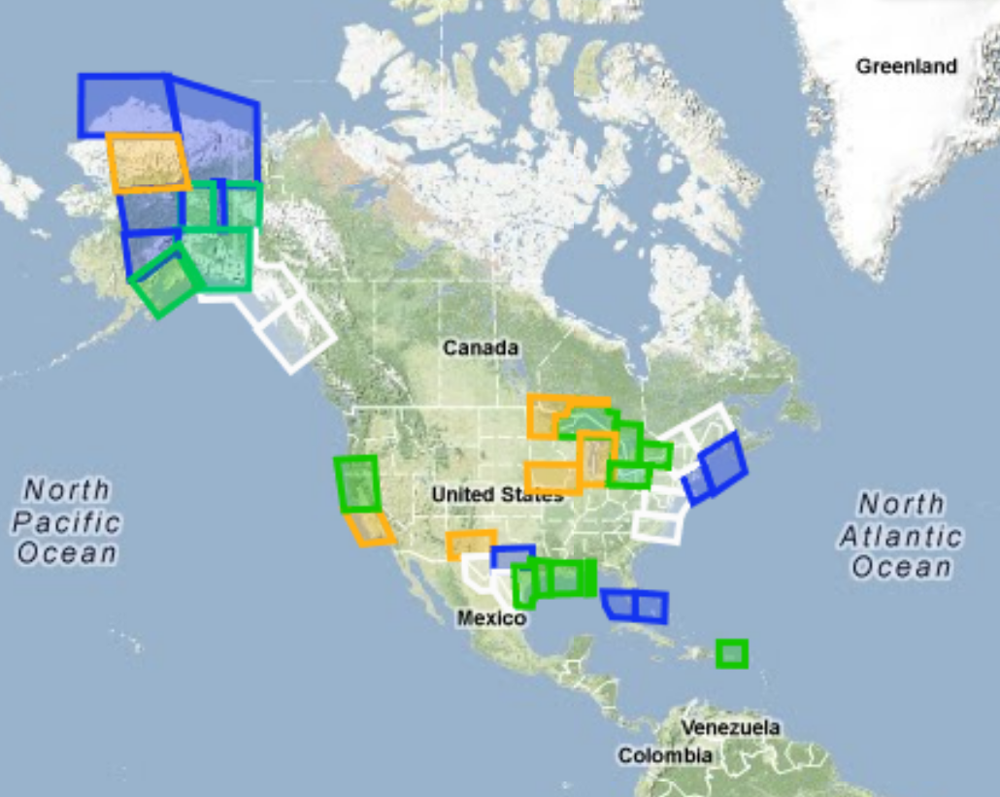 Greenland
Canada
North
Pacific
Ocean
United States
North
Atlantic
Ocean
Mexico
Venezuela
Colombia